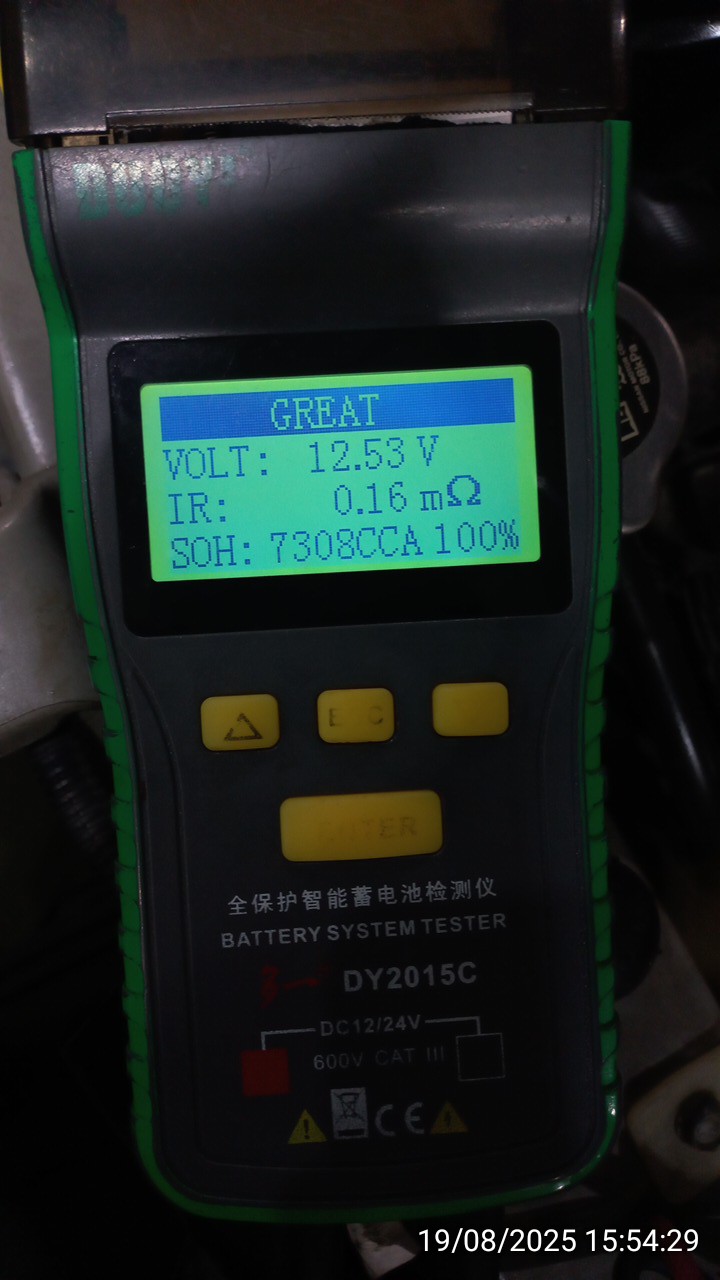 88kPa
GREAT
VOLT: 12.53 V
IR: 0.16 mΩ
SOH: 7308CCA 100%
ENTER
全保护智能蓄电池检测仪
BATTERY SYSTEM TESTER
DY2015C
DC12/24V
600V CAT III
CE
19/08/2025 15:54:29